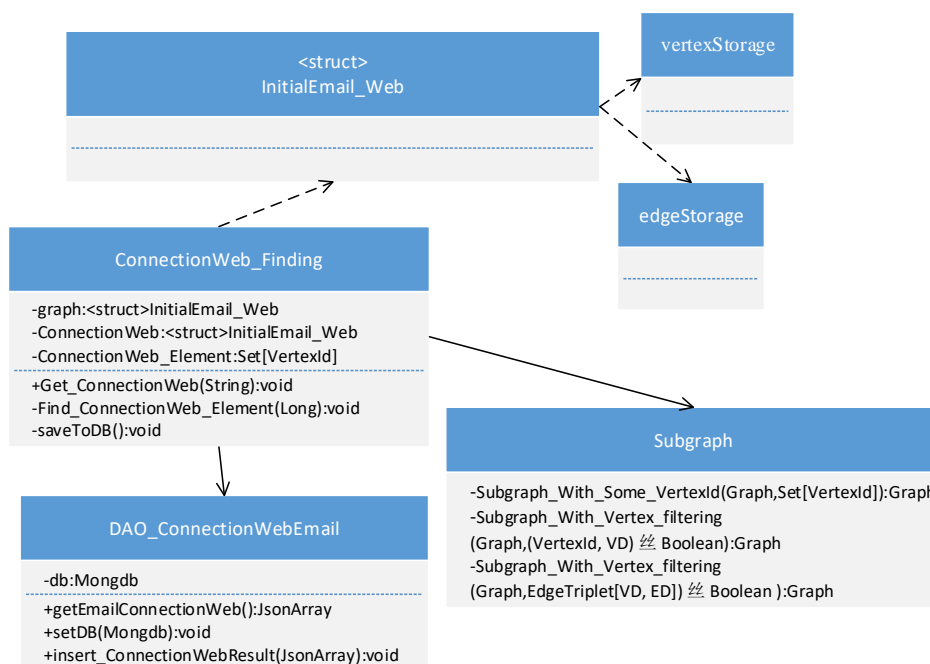 <struct>
InitialEmail_Web
vertexStorage
edgeStorage
ConnectionWeb_Finding
-graph:<struct>InitialEmail_Web
-ConnectionWeb:<struct>InitialEmail_Web
-ConnectionWeb_Element:Set[VertexId]
+Get_ConnectionWeb(String):void
-Find_ConnectionWeb_Element(Long):void
-saveToDB():void
Subgraph
-Subgraph_With_Some_VertexId(Graph,Set[VertexId]):Graph
-Subgraph_With_Vertex_filtering
(Graph,(VertexId, VD) 丝 Boolean):Graph
-Subgraph_With_Vertex_filtering
(Graph,EdgeTriplet[VD, ED]) 丝 Boolean ):Graph
DAO_ConnectionWebEmail
-db:Mongdb
+getEmailConnectionWeb():JsonArray
+setDB(Mongdb):void
+insert_ConnectionWebResult(JsonArray):void